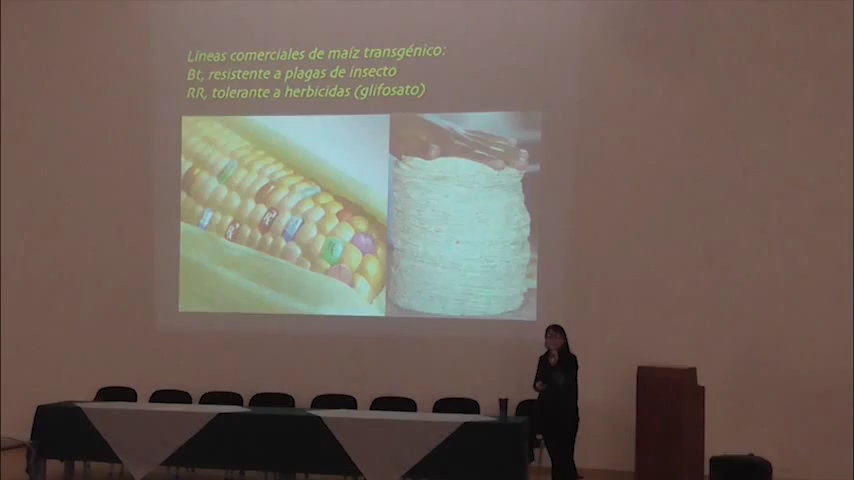 Líneas comerciales de maíz transgénico:
Bt, resistente a plagas de insecto
RR, tolerante a herbicidas (glifosato)